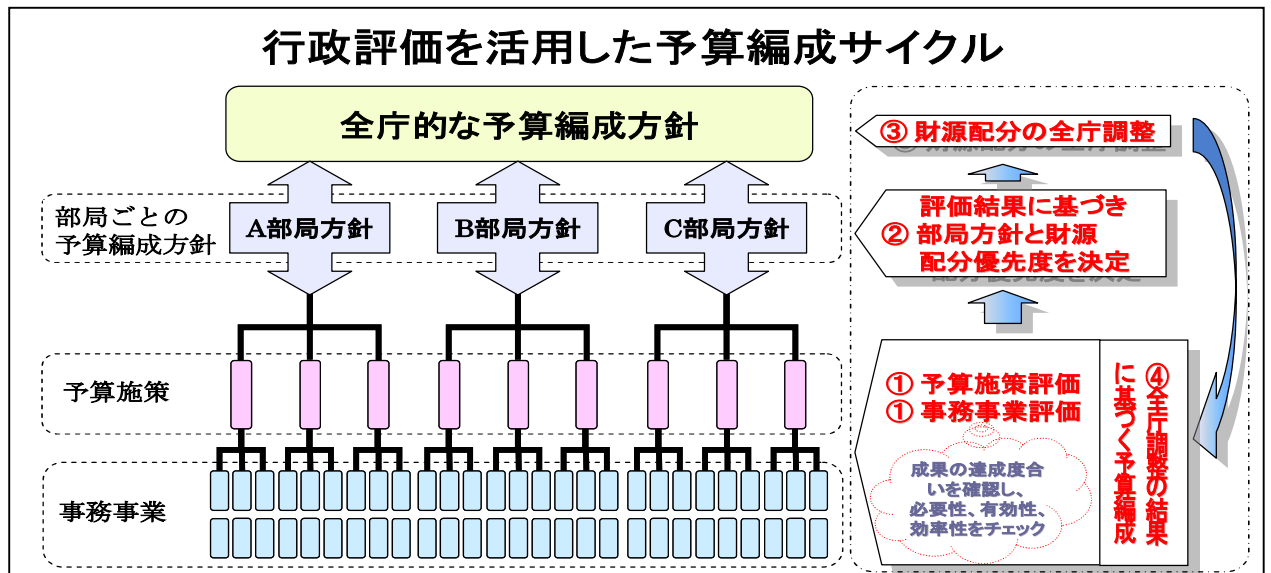 行政評価を活用した予算編成サイクル
全庁的な予算編成方針
部局ごとの
予算編成方針
A部局方針
B部局方針
C部局方針
予算施策
事務事業
③ 財源配分の全庁調整
評価結果に基づき
② 部局方針と財源
配分優先度を決定
① 予算施策評価
① 事務事業評価
成果の達成度合
いを確認し、
必要性、有効性、
効率性をチェック
④全庁調整の結果
に基づく予算編成